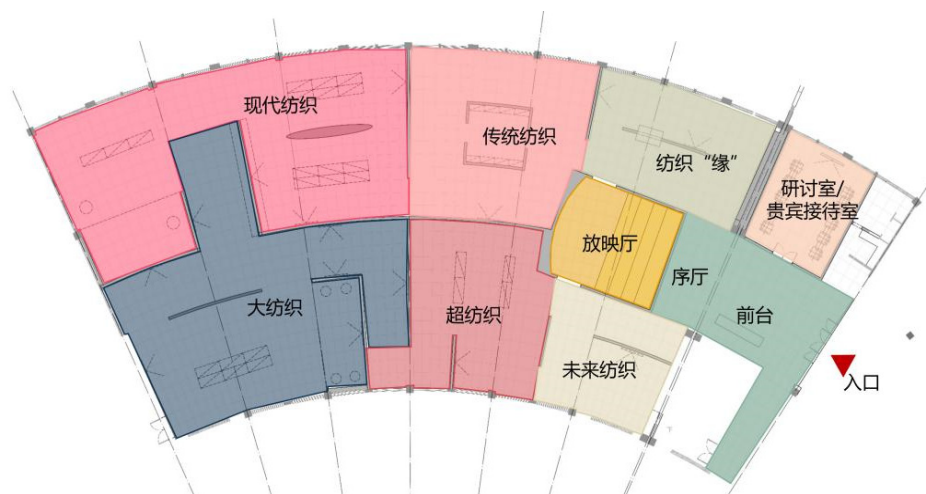 现代纺织
传统纺织
纺织“缘”
研讨室/
贵宾接待室
放映厅
序厅
大纺织
超纺织
前台
未来纺织
入口